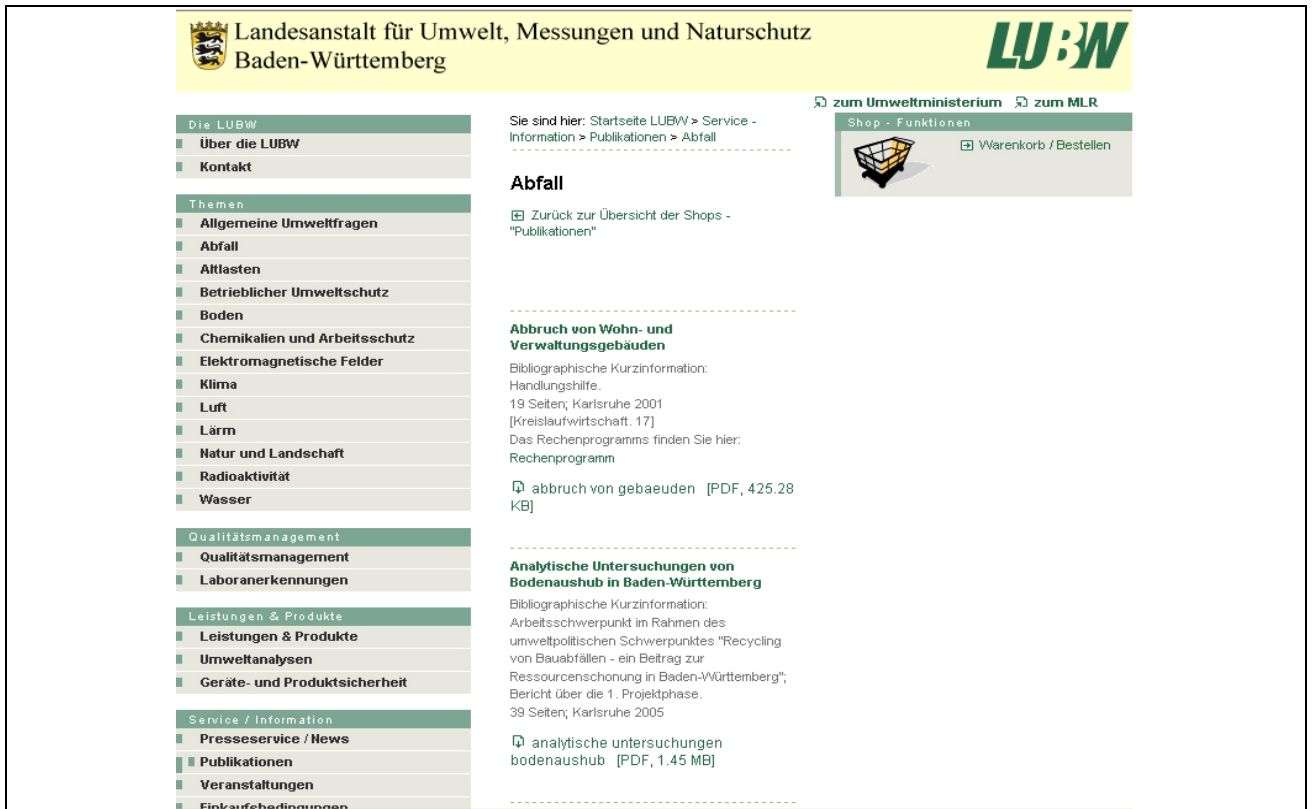 Landesanstalt für Umwelt, Messungen und Naturschutz
Baden-Württemberg
LUBW
zum Umweltministerium zum MLR
Die LUBW
Über die LUBW
Kontakt
Themen
Allgemeine Umweltfragen
Abfall
Altlasten
Betrieblicher Umweltschutz
Boden
Chemikalien und Arbeitsschutz
Elektromagnetische Felder
Klima
Luft
Lärm
Natur und Landschaft
Radioaktivität
Wasser
Qualitätsmanagement
Qualitätsmanagement
Laboranerkennungen
Leistungen & Produkte
Leistungen & Produkte
Umweltanalysen
Geräte- und Produktsicherheit
Service / Information
Presseservice / News
Publikationen
Veranstaltungen
Einkaufsbedingungen
Sie sind hier: Startseite LUBW > Service -
Information > Publikationen > Abfall
Abfall
Zurück zur Übersicht der Shops -
"Publikationen"
Abbruch von Wohn- und
Verwaltungsgebäuden
Bibliographische Kurzinformation:
Handlungshilfe.
19 Seiten; Karlsruhe 2001
[Kreislaufwirtschaft. 17]
Das Rechenprogramms finden Sie hier:
Rechenprogramm
abbruch von gebaeuden [PDF, 425.28
KB]
Analytische Untersuchungen von
Bodenaushub in Baden-Württemberg
Bibliographische Kurzinformation:
Arbeitsschwerpunkt im Rahmen des
umweltpolitischen Schwerpunktes "Recycling
von Bauabfällen - ein Beitrag zur
Ressourcenschonung in Baden-Württemberg";
Bericht über die 1. Projektphase.
39 Seiten; Karlsruhe 2005
analytische untersuchungen
bodenaushub [PDF, 1.45 MB]
Shop - Funktionen
Warenkorb / Bestellen